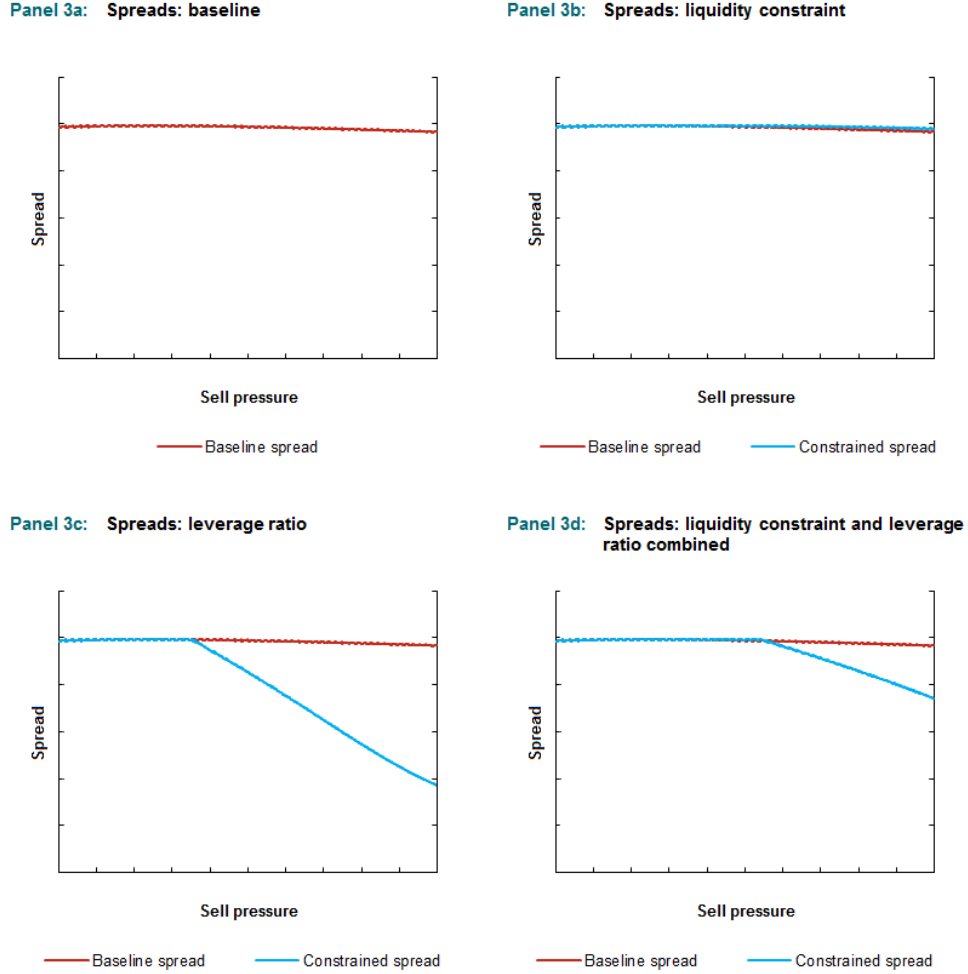 Panel 3a: Spreads: baseline
Spread
Sell pressure
Baseline spread
Panel 3b: Spreads: liquidity constraint
Spread
Sell pressure
Baseline spread Constrained spread
Panel 3c: Spreads: leverage ratio
Spread
Sell pressure
Baseline spread Constrained spread
Panel 3d: Spreads: liquidity constraint and leverage
ratio combined
Spread
Sell pressure
Baseline spread Constrained spread